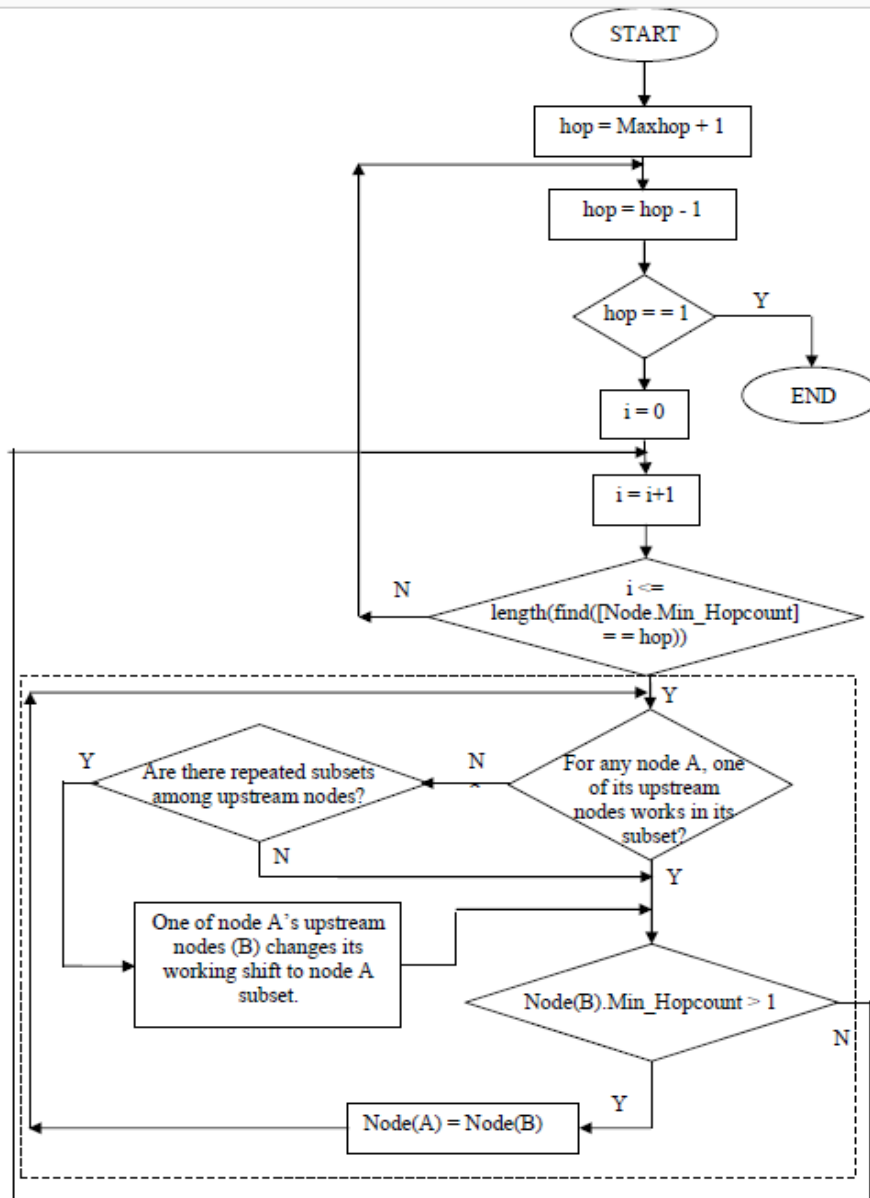 START
hop = Maxhop + 1
hop = hop - 1
hop = = 1
Y
END
i = 0
i = i+1
i <=
length(find([Node.Min_Hopcount]
= = hop))
N
Y
For any node A, one
of its upstream
nodes works in its
subset?
N
Are there repeated subsets
among upstream nodes?
Y
N
Y
One of node A's upstream
nodes (B) changes its
working shift to node A
subset.
Node(B).Min_Hopcount > 1
N
Y
Node(A) = Node(B)